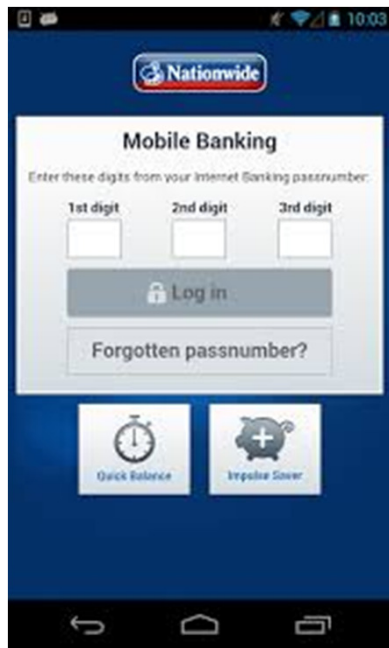 10:03
Nationwide
Mobile Banking
Enter these digits from your Internet Banking passnumber:
1st digit 2nd digit 3rd digit
Log in
Forgotten passnumber?
Quick Balance Impulse Saver